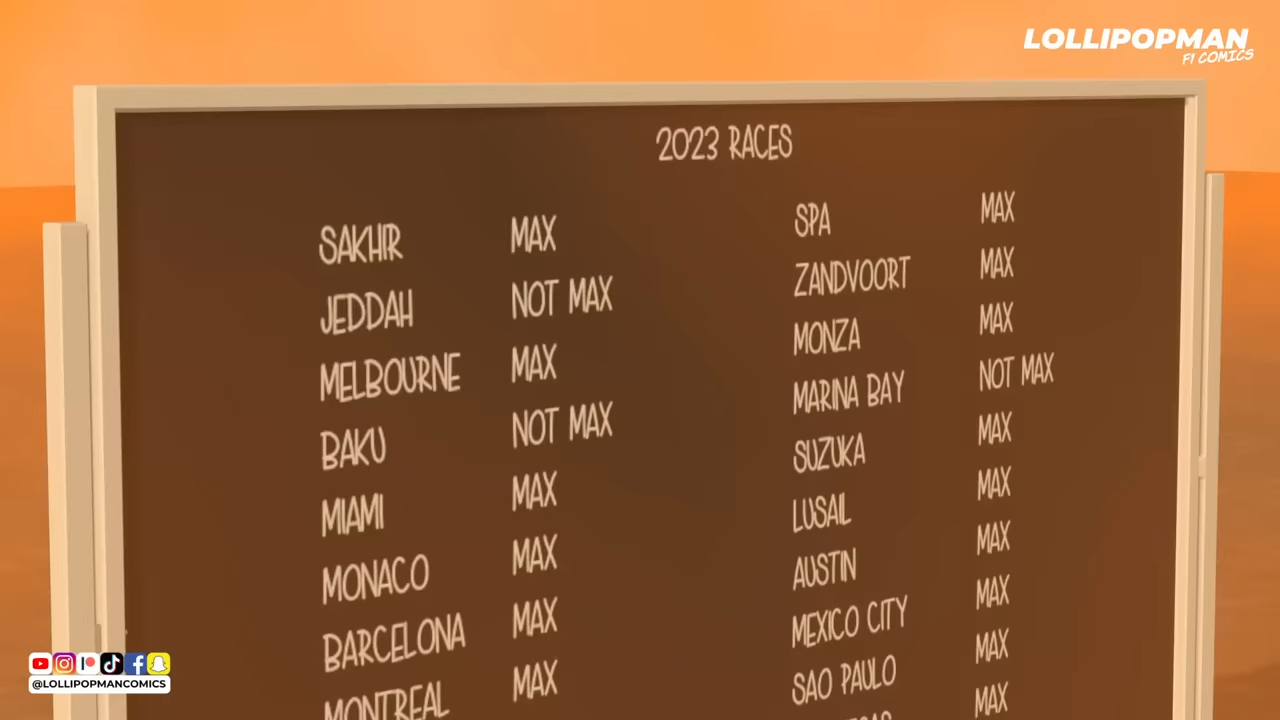 LOLLIPOPMAN
F1 COMICS
2023 RACES
SAKHIR MAX
JEDDAH NOT MAX
MELBOURNE MAX
BAKU NOT MAX
MIAMI MAX
MONACO MAX
BARCELONA MAX
MONTREAL MAX
SPA MAX
ZANDVOORT MAX
MONZA MAX
MARINA BAY NOT MAX
SUZUKA MAX
LUSAIL MAX
AUSTIN MAX
MEXICO CITY MAX
SAO PAULO MAX
MAX
@LOLLIPOPMANCOMICS